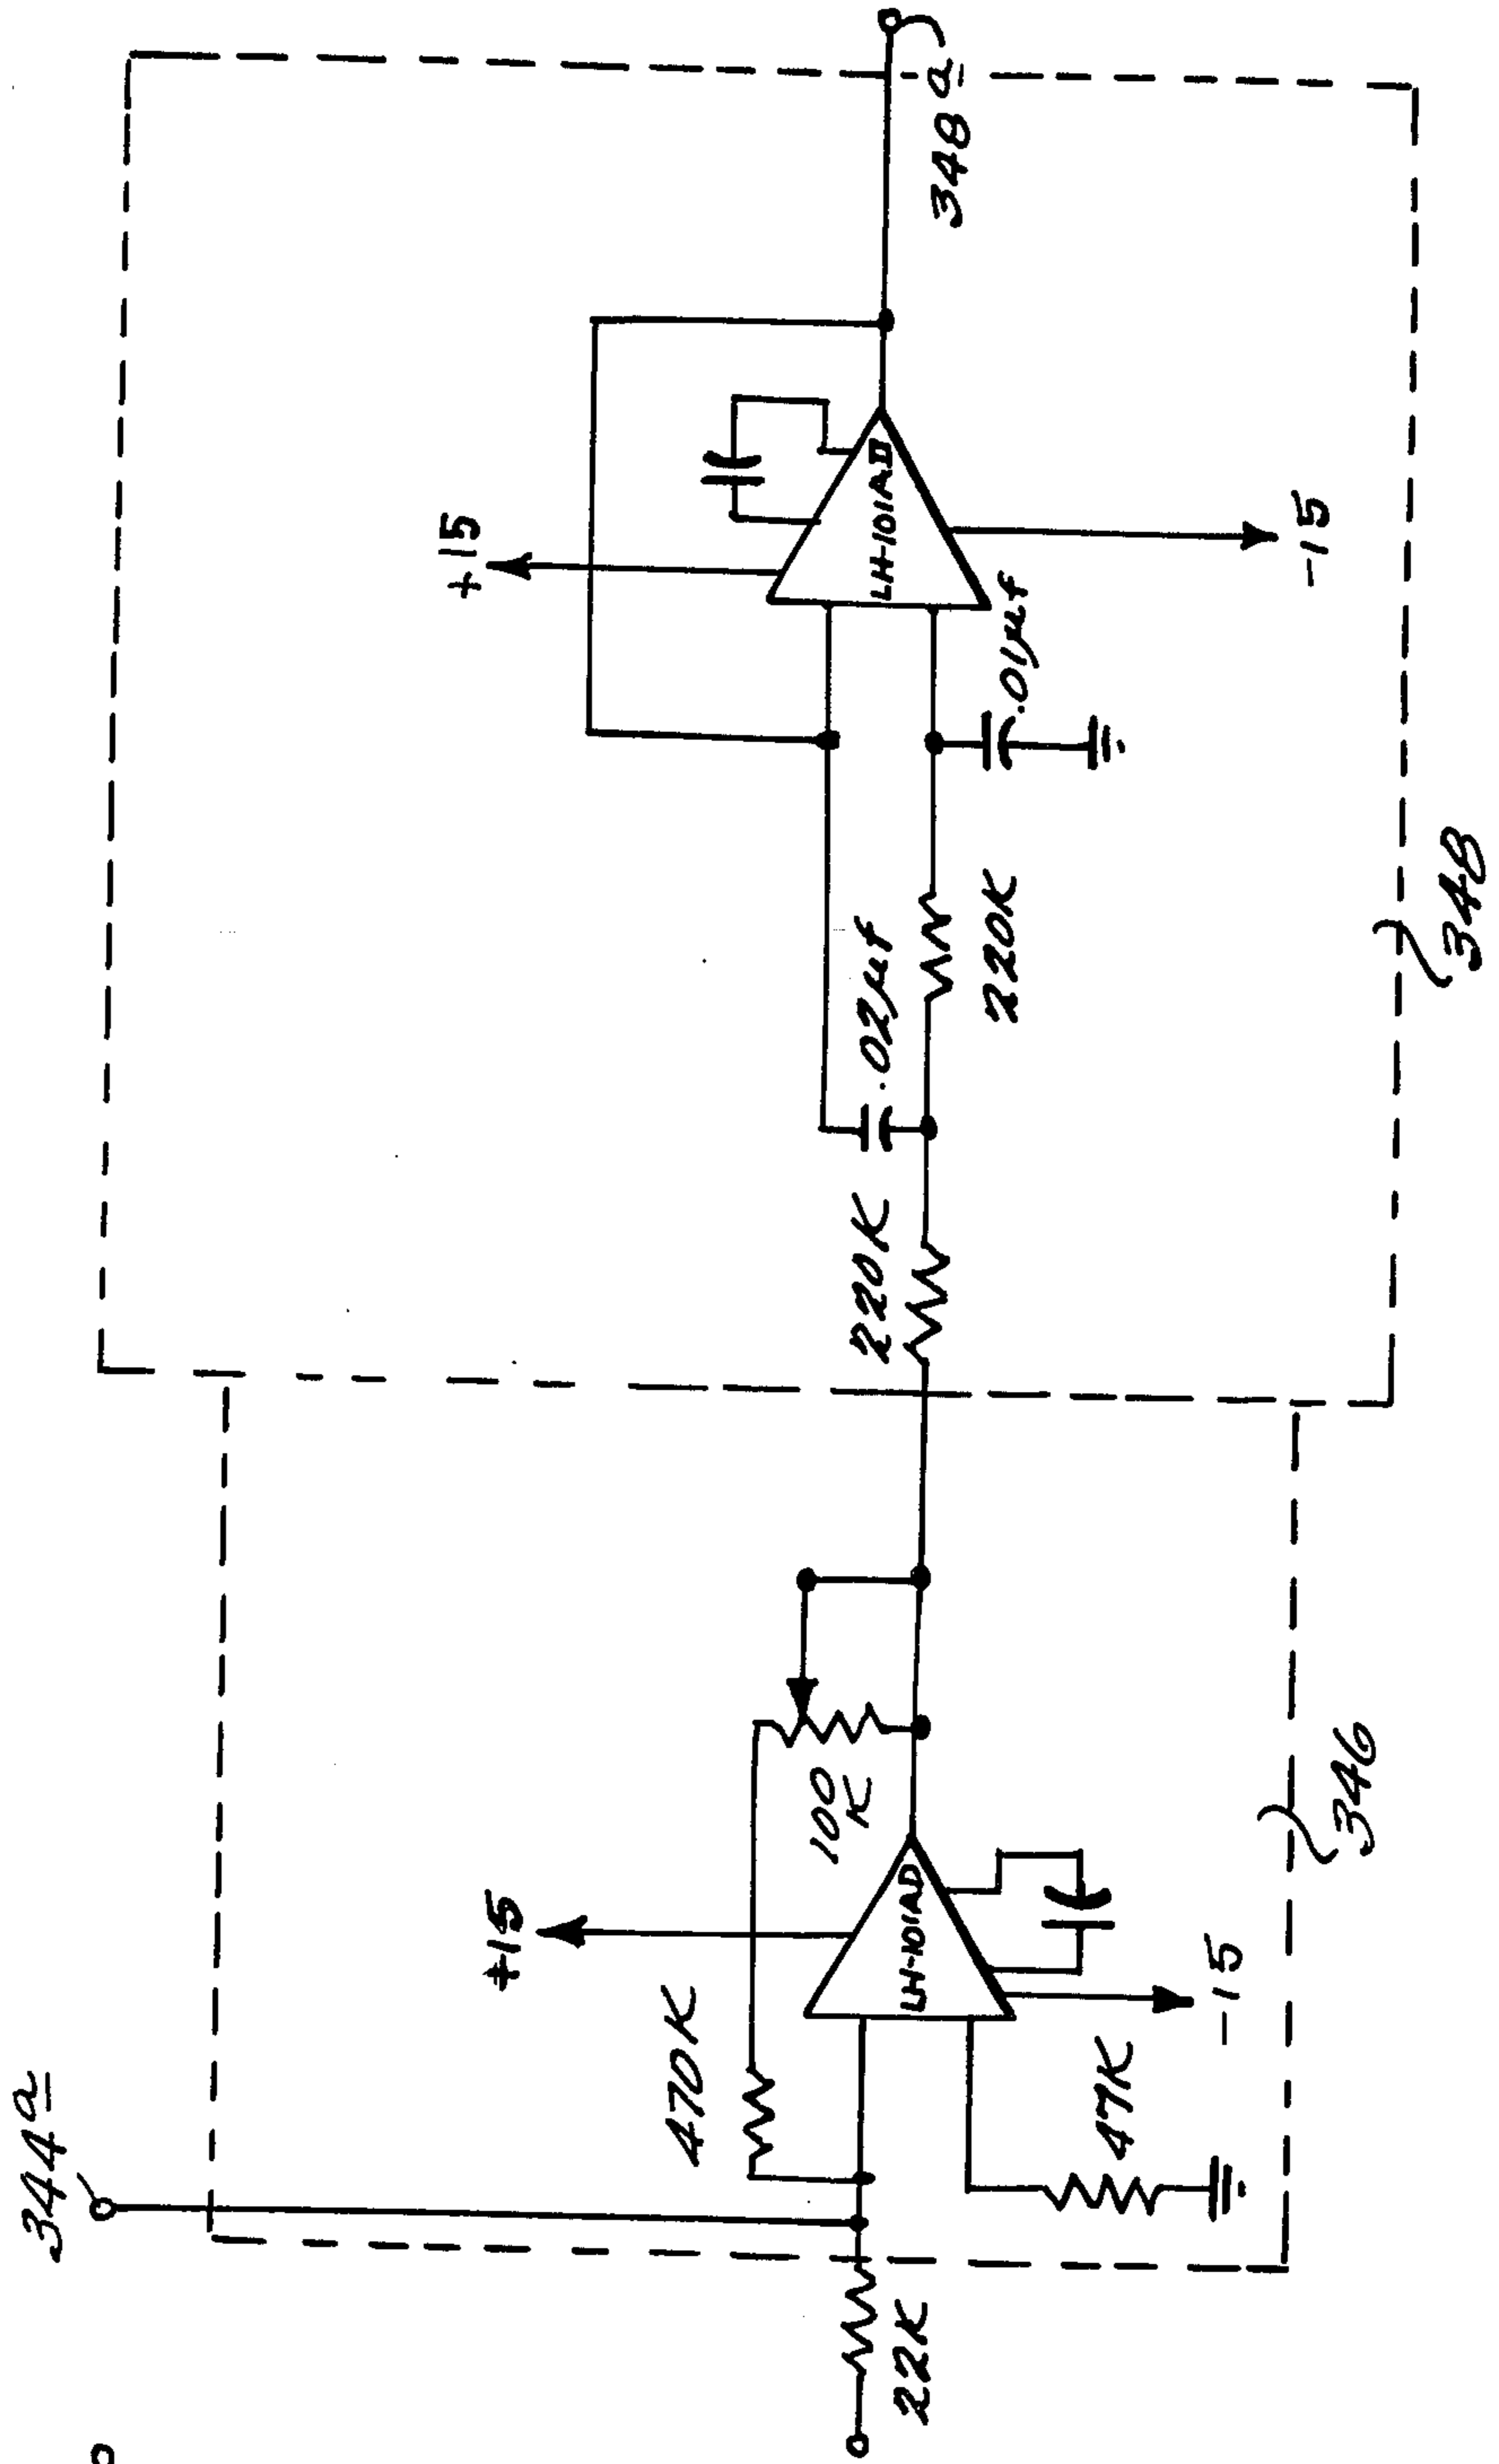 344a
+15
-15
470K
100
K
LH-101AD
22K
47K
346
+15
LH-101AD
-15
220K
.02µf
220K
.01µf
348a
348